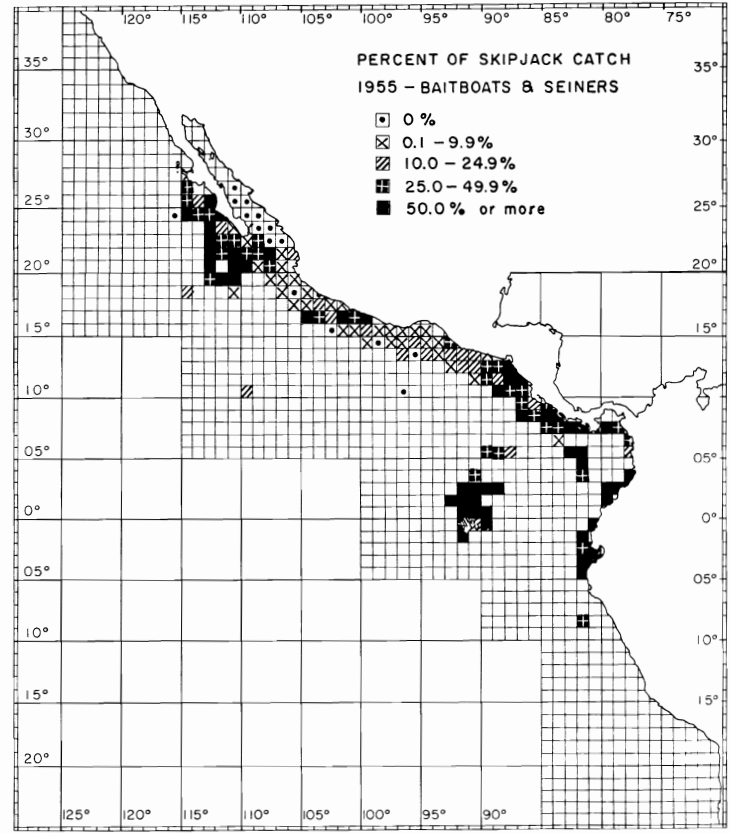 120° 115° 110° 105° 100° 95° 90° 85° 80° 75°
PERCENT OF SKIPJACK CATCH
1955 – BAITBOATS & SEINERS
0 %
0.1 – 9.9%
10.0 – 24.9%
25.0 – 49.9%
50.0 % or more
35° 35°
30° 30°
25° 25°
20° 20°
15° 15°
10° 10°
05° 05°
0° 0°
05° 05°
10° 10°
15° 15°
20°
125° 120° 115° 110° 105° 100° 95° 90°